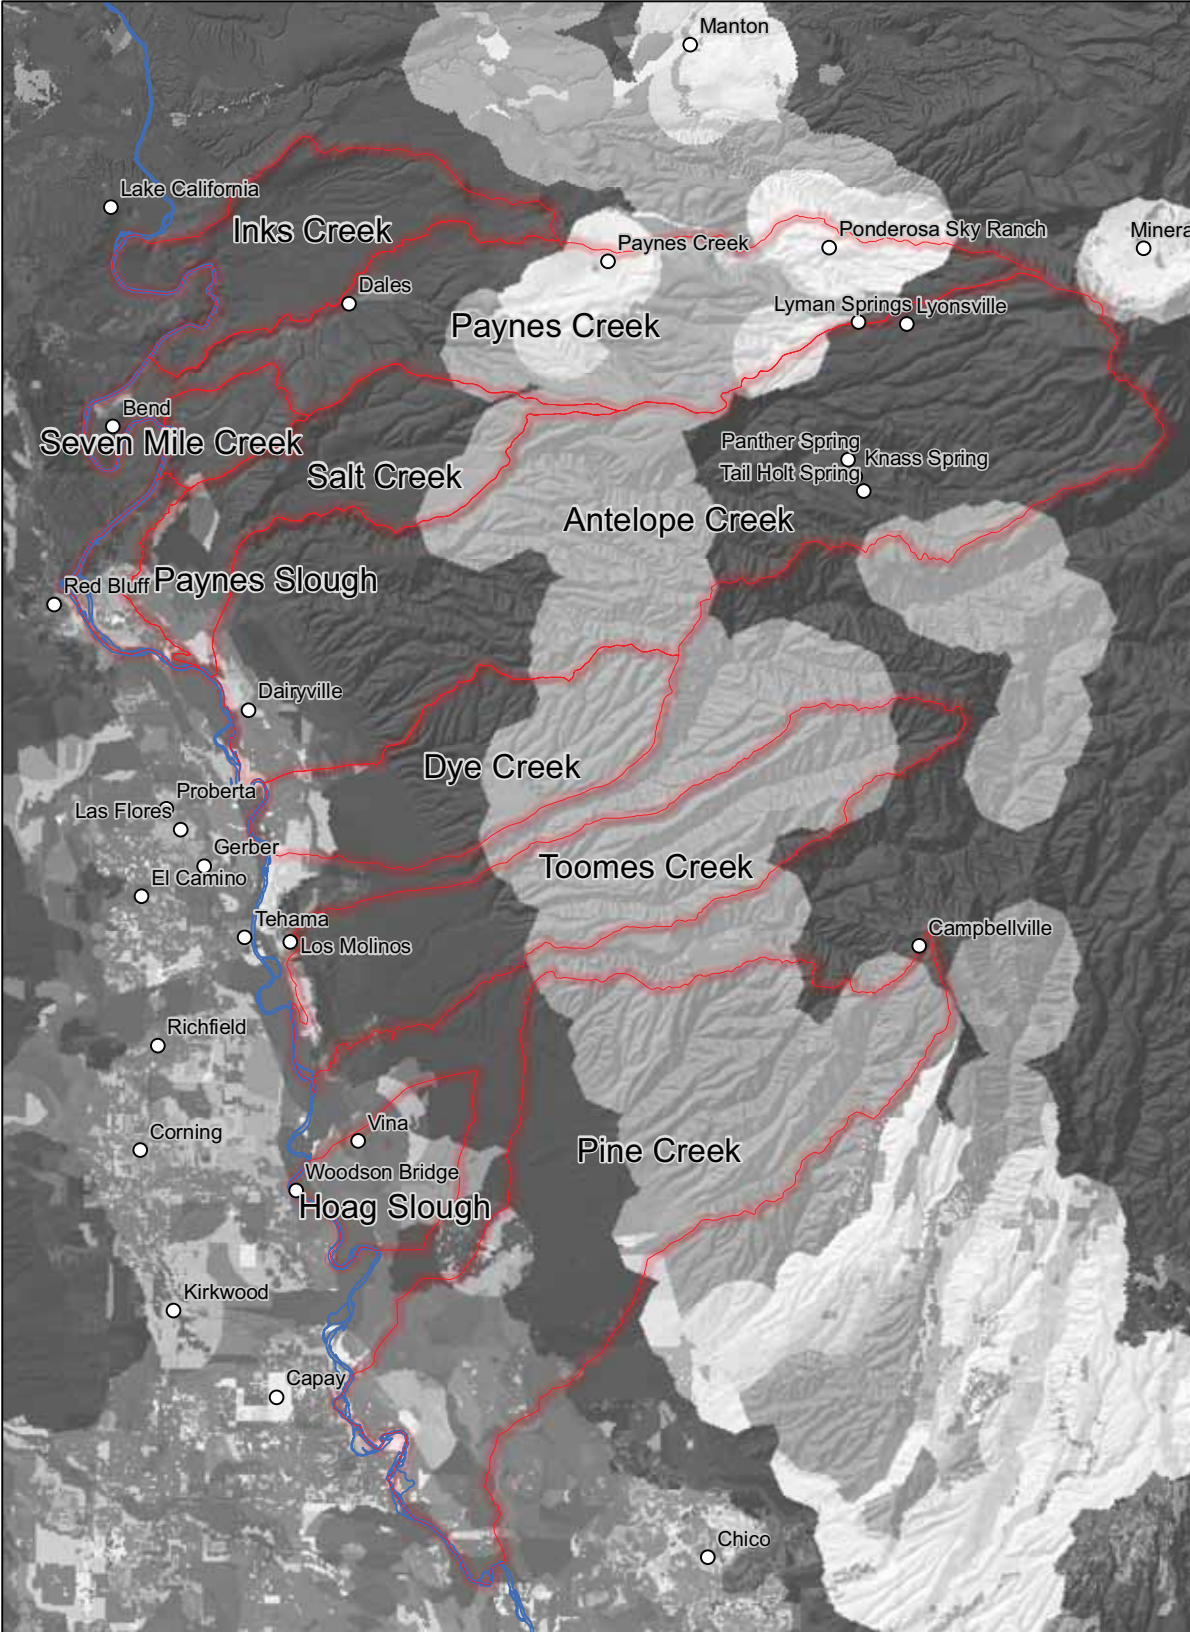 Manton
Lake California
Inks Creek
Paynes Creek
Ponderosa Sky Ranch
Minera
Dales
Lyman Springs
Lyonsville
Paynes Creek
Bend
Seven Mile Creek
Panther Spring
Knass Spring
Salt Creek
Tail Holt Spring
Antelope Creek
Red Bluff
Paynes Slough
Dairyville
Dye Creek
Proberta
Las Flores
Gerber
Toomes Creek
El Camino
Tehama
Los Molinos
Campbellville
Richfield
Vina
Corning
Pine Creek
Woodson Bridge
Hoag Slough
Kirkwood
Capay
Chico